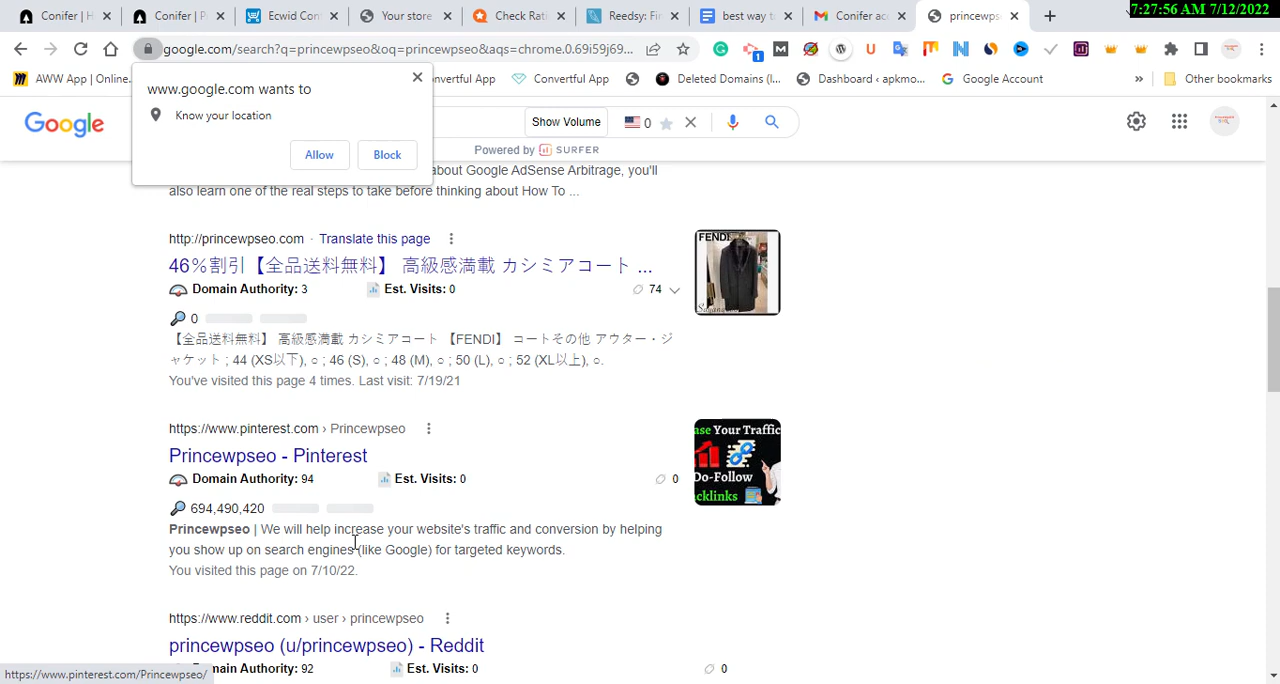 7:27:56 AM 7/12/2022
Conifer | H
Conifer | P
Ecwid Con
Your store
Check Rati
Reedsy: Fi
best way t
Conifer ac
princewps
google.com/search?q=princewpseo&oq=princewpseo&aqs=chrome.0.69i59j69...
AWW App | Online.
nvertful App
Convertful App
Deleted Domains (I...
Dashboard ‹ apkmo...
Google Account
»
Other bookmarks
www.google.com wants to
Know your location
Allow
Block
Google
Show Volume
0
Powered by SURFER
about Google AdSense Arbitrage, you'll
also learn one of the real steps to take before thinking about How To ...
http://princewpseo.com · Translate this page
46％割引【全品送料無料】 高級感満載 カシミアコート ...
Domain Authority: 3
Est. Visits: 0
74
0
【全品送料無料】 高級感満載 カシミアコート 【FENDI】 コートその他 アウター・ジ
ャケット ; 44 (XS以下), ○ ; 46 (S), ○ ; 48 (M), ○ ; 50 (L), ○ ; 52 (XL以上), ○.
You've visited this page 4 times. Last visit: 7/19/21
FENDI
https://www.pinterest.com › Princewpseo
Princewpseo - Pinterest
Domain Authority: 94
Est. Visits: 0
0
694,490,420
Princewpseo | We will help increase your website's traffic and conversion by helping
you show up on search engines (like Google) for targeted keywords.
You visited this page on 7/10/22.
ase Your Traffic
Do-Follow
cklinks
https://www.reddit.com › user › princewpseo
princewpseo (u/princewpseo) - Reddit
main Authority: 92
Est. Visits: 0
0
https://www.pinterest.com/Princewpseo/